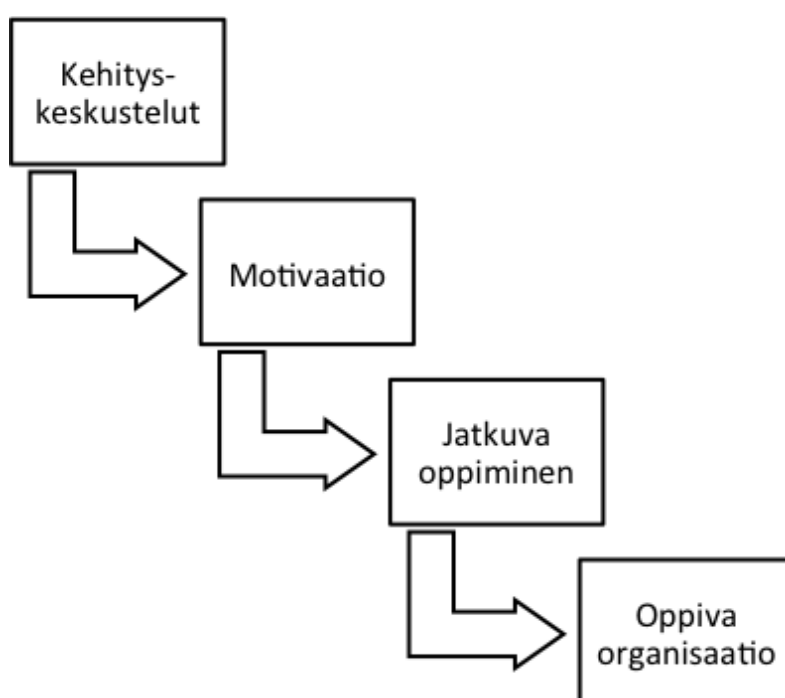 Kehitys-
keskustelut
Motivaatio
Jatkuva
oppiminen
Oppiva
organisaatio